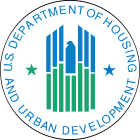 U.S. DEPARTMENT OF HOUSING
AND URBAN DEVELOPMENT